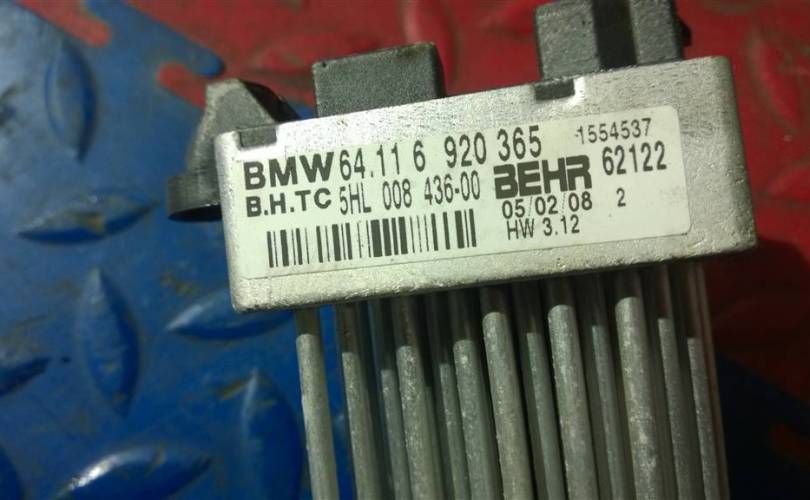 BMW 64.11 6 920 365 1554537
B.H.TC 5HL 008 436-00 BEHR 62122
05/02/08 2
HW 3.12